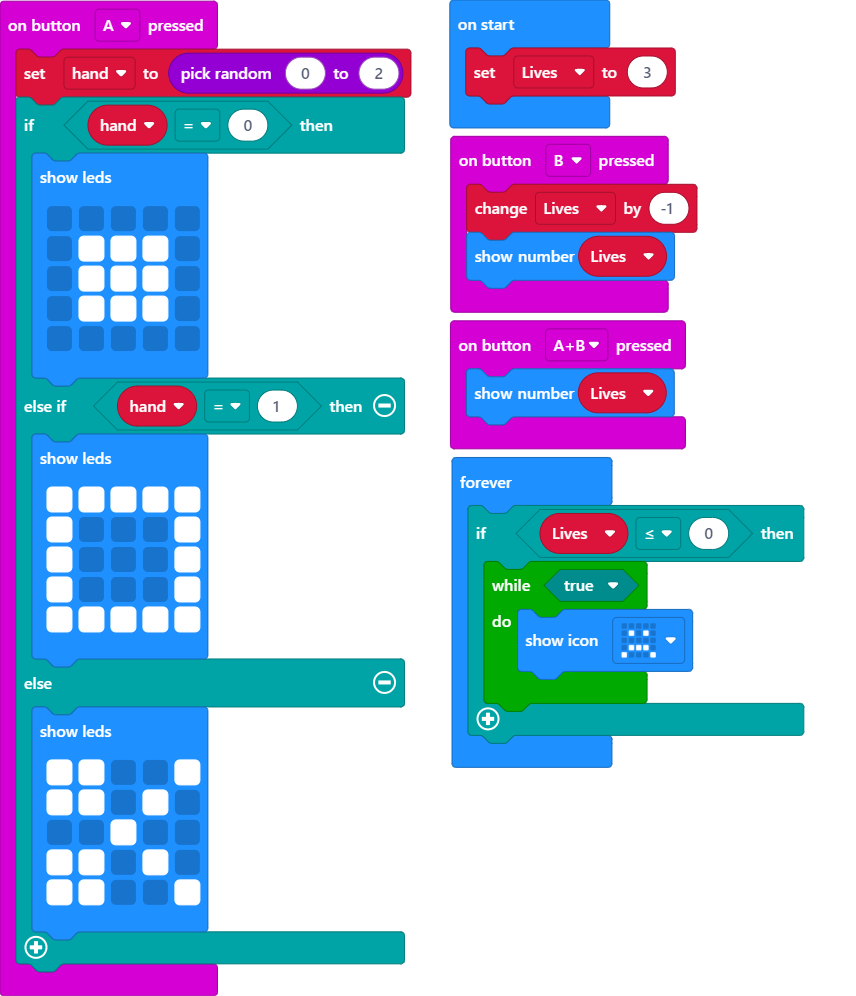 on button A pressed
set hand to pick random 0 to 2
if hand = 0 then
show leds
else if hand = 1 then
show leds
else
show leds
on start
set Lives to 3
on button B pressed
change Lives by -1
show number Lives
on button A+B pressed
show number Lives
forever
if Lives ≤ 0 then
while true
do
show icon